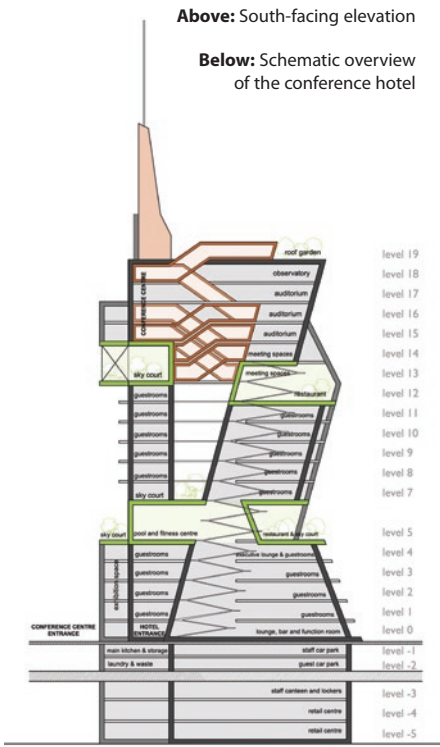 Above: South-facing elevation
Below: Schematic overview
of the conference hotel
roof garden
level 19
observatory
level 18
CONFERENCE CENTRE
auditorium
level 17
auditorium
level 16
auditorium
level 15
meeting spaces
level 14
sky court
meeting spaces
level 13
guestrooms
restaurant
level 12
guestrooms
guestrooms
level 11
guestrooms
guestrooms
level 10
guestrooms
guestrooms
level 9
guestrooms
guestrooms
level 8
sky court
guestrooms
level 7
sky court
pool and fitness centre
restaurant & sky court
level 5
guestrooms
executive lounge & guestrooms
level 4
exhibition space
guestrooms
guestrooms
level 3
guestrooms
guestrooms
level 2
guestrooms
guestrooms
level 1
CONFERENCE CENTRE
ENTRANCE
HOTEL
ENTRANCE
lounge, bar and function room
level 0
main kitchen & storage
staff car park
level -1
laundry & waste
guest car park
level -2
staff canteen and lockers
level -3
retail centre
level -4
retail centre
level -5